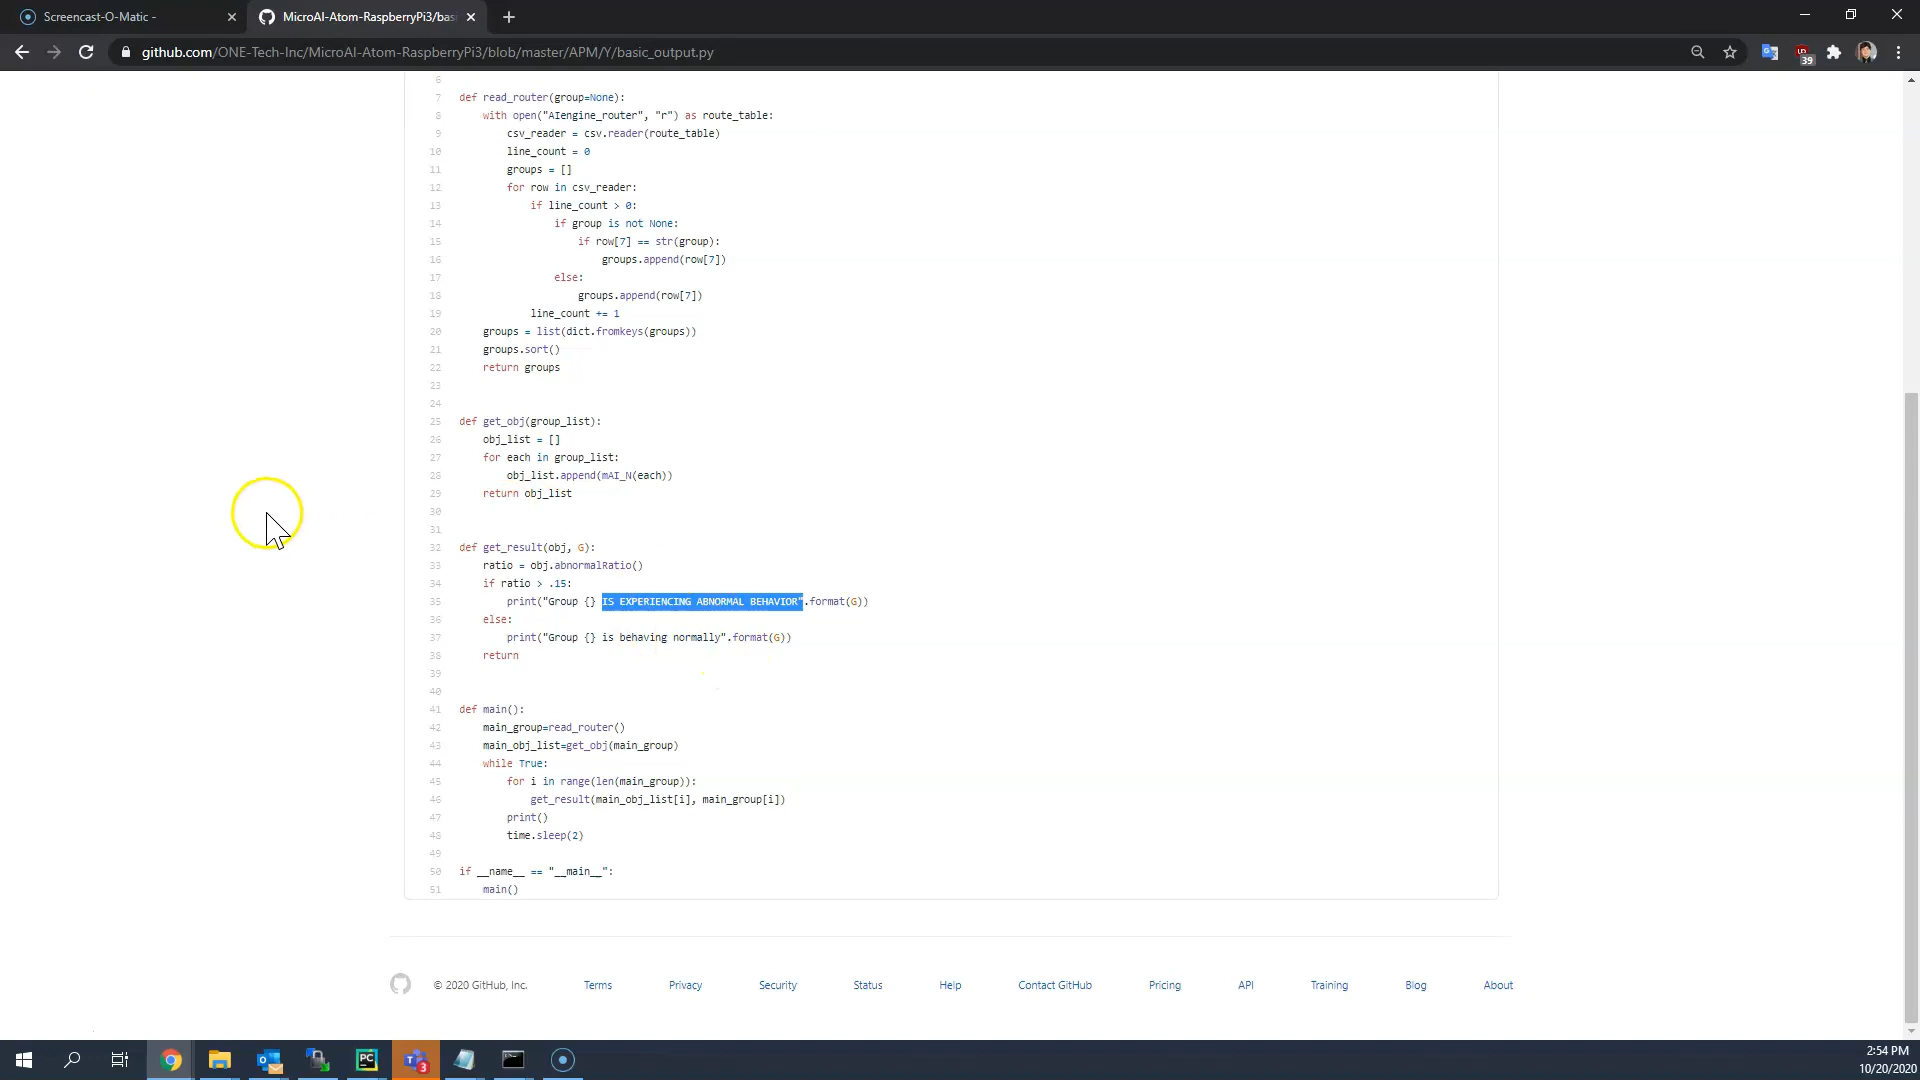 Screencast-O-Matic -
MicroAI-Atom-RaspberryPi3/bas
github.com/ONE-Tech-Inc/MicroAI-Atom-RaspberryPi3/blob/master/APM/Y/basic_output.py
39
6
7 def read_router(group=None):
8 with open("AIengine_router", "r") as route_table:
9 csv_reader = csv.reader(route_table)
10 line_count = 0
11 groups = []
12 for row in csv_reader:
13 if line_count > 0:
14 if group is not None:
15 if row[7] == str(group):
16 groups.append(row[7])
17 else:
18 groups.append(row[7])
19 line_count += 1
20 groups = list(dict.fromkeys(groups))
21 groups.sort()
22 return groups
23
24
25 def get_obj(group_list):
26 obj_list = []
27 for each in group_list:
28 obj_list.append(mAI_N(each))
29 return obj_list
30
31
32 def get_result(obj, G):
33 ratio = obj.abnormalRatio()
34 if ratio > .15:
35 print("Group {} IS EXPERIENCING ABNORMAL BEHAVIOR".format(G))
36 else:
37 print("Group {} is behaving normally".format(G))
38 return
39
40
41 def main():
42 main_group=read_router()
43 main_obj_list=get_obj(main_group)
44 while True:
45 for i in range(len(main_group)):
46 get_result(main_obj_list[i], main_group[i])
47 print()
48 time.sleep(2)
49
50 if __name__ == "__main__":
51 main()
© 2020 GitHub, Inc. Terms Privacy Security Status Help Contact GitHub Pricing API Training Blog About
PC
3
2:54 PM
10/20/2020